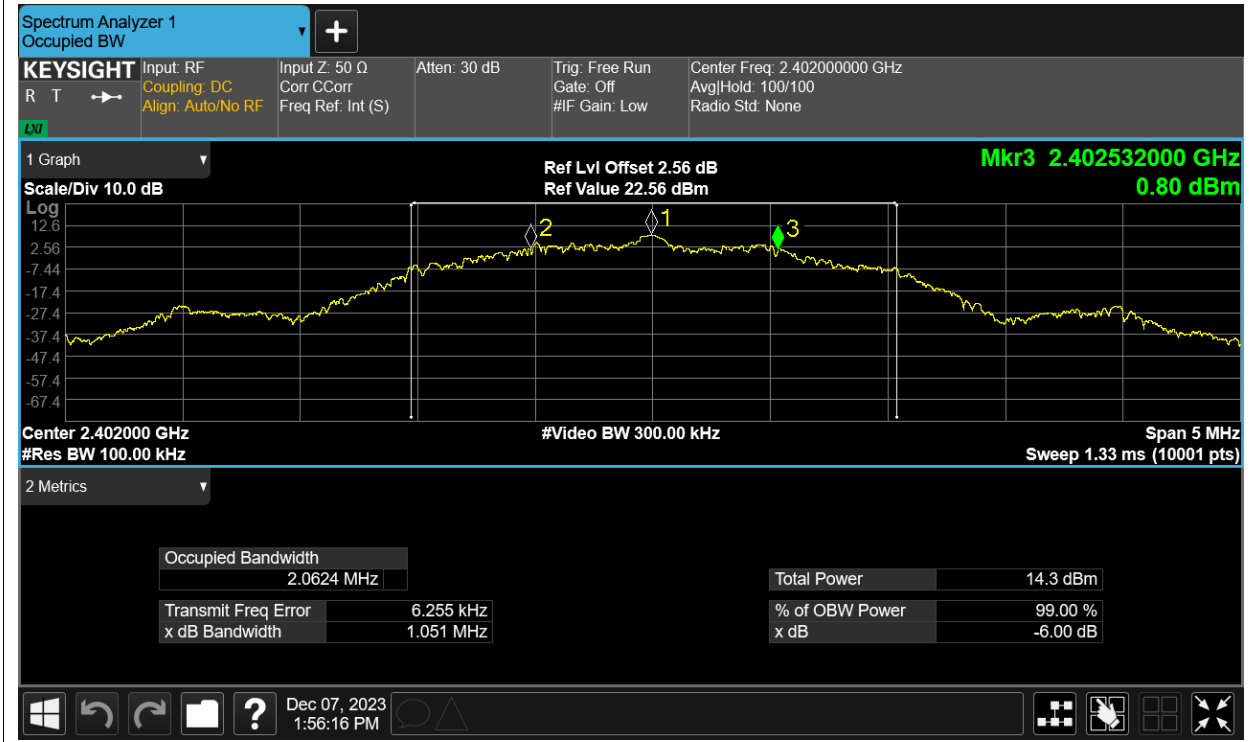 Spectrum Analyzer 1
Occupied BW
KEYSIGHT Input: RF Input Z: 50 Ω Atten: 30 dB Trig: Free Run Center Freq: 2.402000000 GHz
R T Coupling: DC Corr CCorr Gate: Off Avg|Hold: 100/100
Align: Auto/No RF Freq Ref: Int (S) #IF Gain: Low Radio Std: None
LXI
1 Graph Ref Lvl Offset 2.56 dB Mkr3 2.402532000 GHz
Scale/Div 10.0 dB Ref Value 22.56 dBm 0.80 dBm
Log
12.6
2.56
-7.44
-17.4
-27.4
-37.4
-47.4
-57.4
-67.4
2 1 3
Center 2.402000 GHz #Video BW 300.00 kHz Span 5 MHz
#Res BW 100.00 kHz Sweep 1.33 ms (10001 pts)
2 Metrics
Occupied Bandwidth
2.0624 MHz Total Power 14.3 dBm
Transmit Freq Error 6.255 kHz % of OBW Power 99.00 %
x dB Bandwidth 1.051 MHz x dB -6.00 dB
? Dec 07, 2023
1:56:16 PM